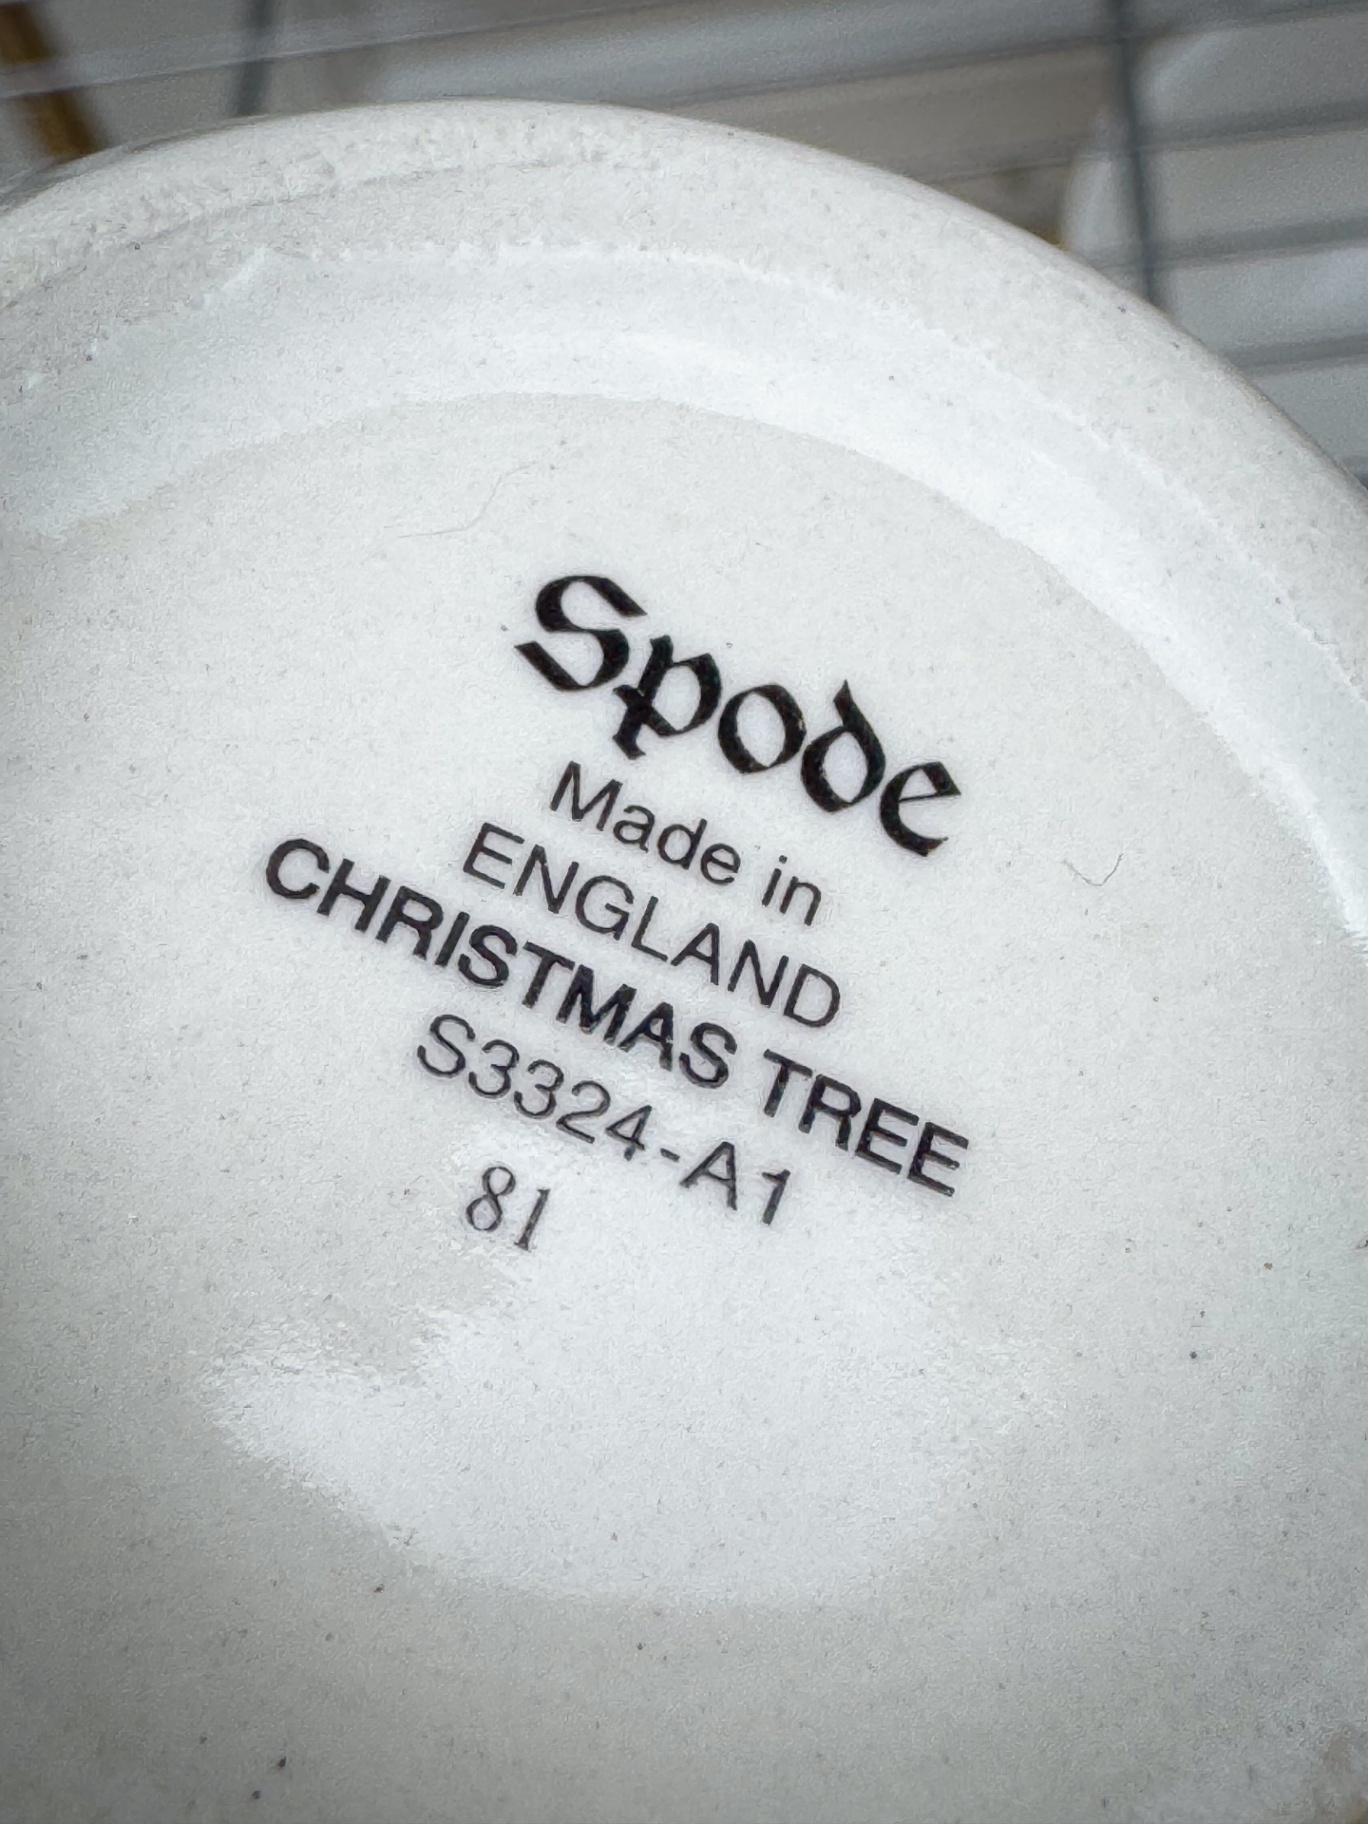 Spode
Made in
ENGLAND
CHRISTMAS TREE
S3324-A1
81